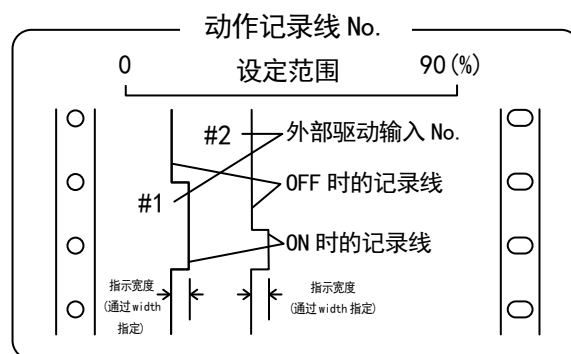 动作记录线 No.
0 设定范围 90(%)
#2 外部驱动输入 No.
OFF 时的记录线
#1
ON 时的记录线
指示宽度
(通过 width
指定)
指示宽度
(通过 width 指定)